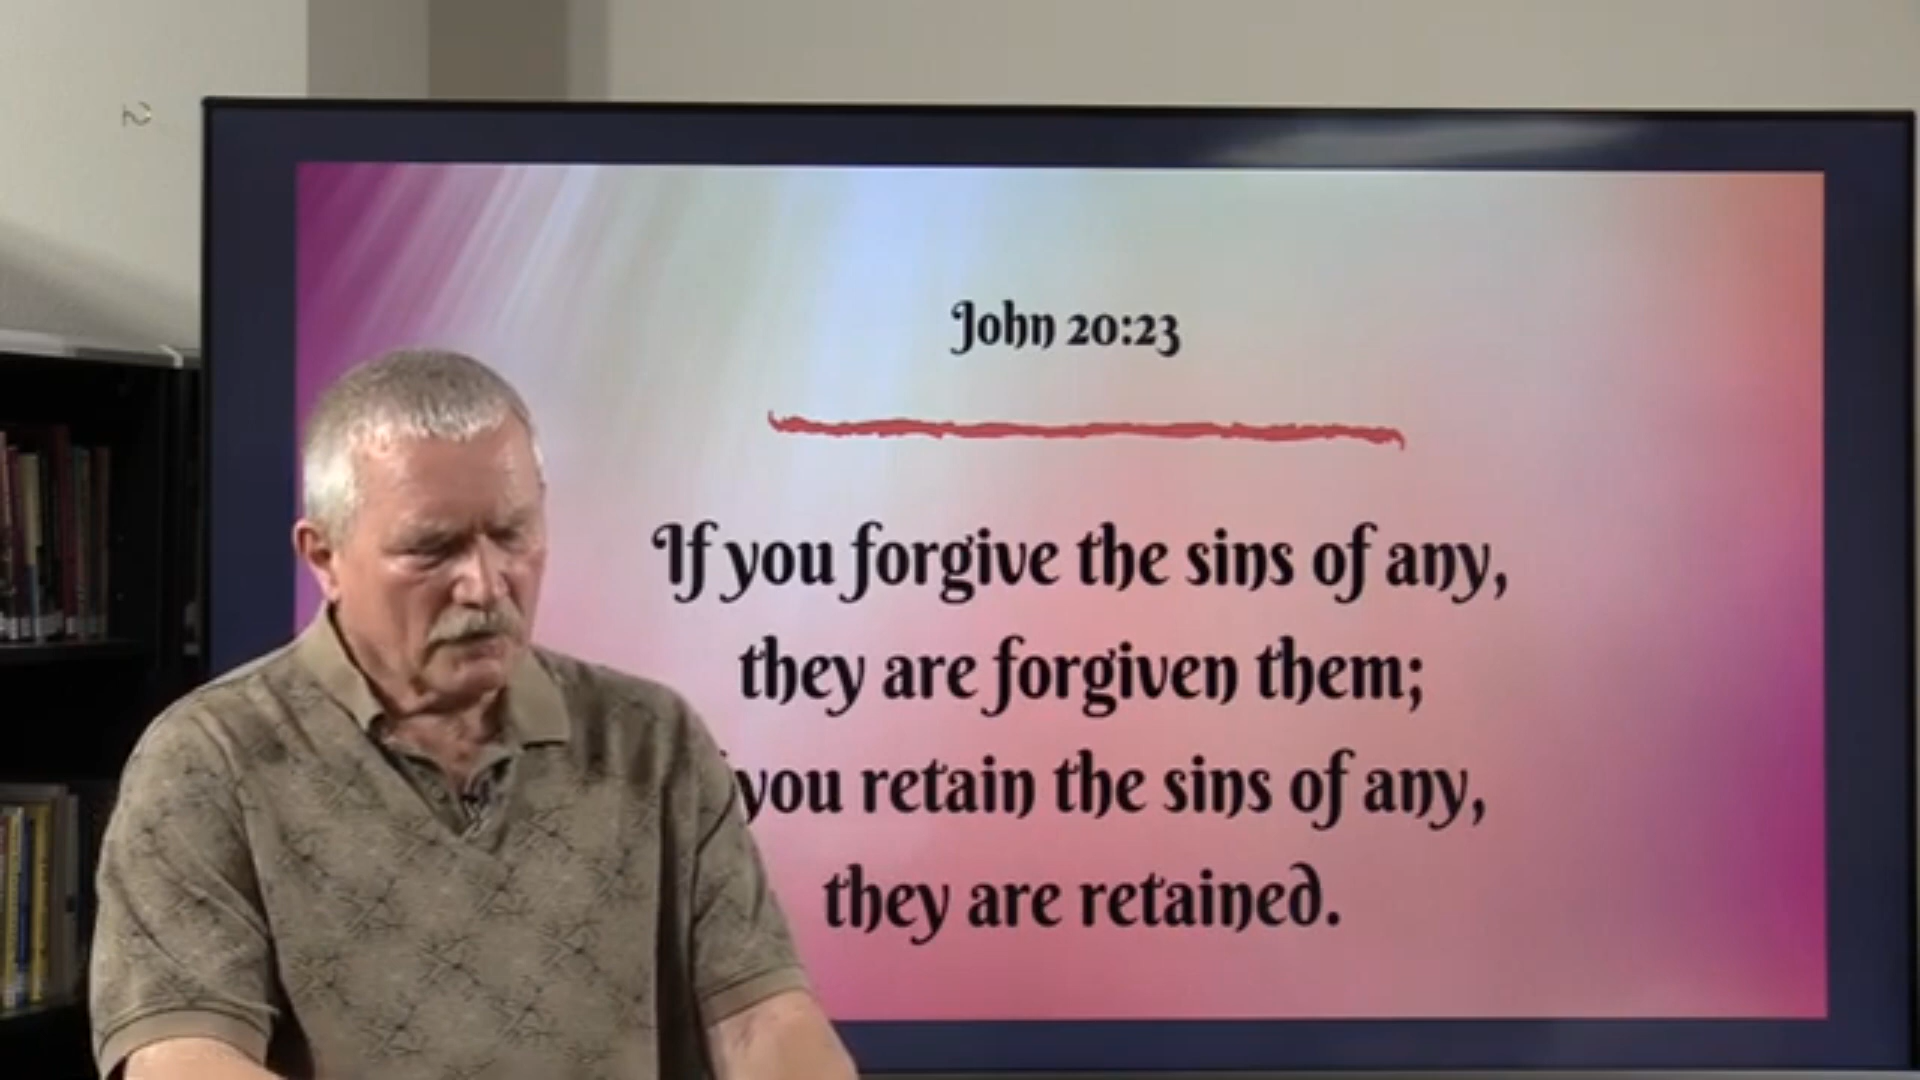 John 20:23
If you forgive the sins of any,
they are forgiven them;
you retain the sins of any,
they are retained.